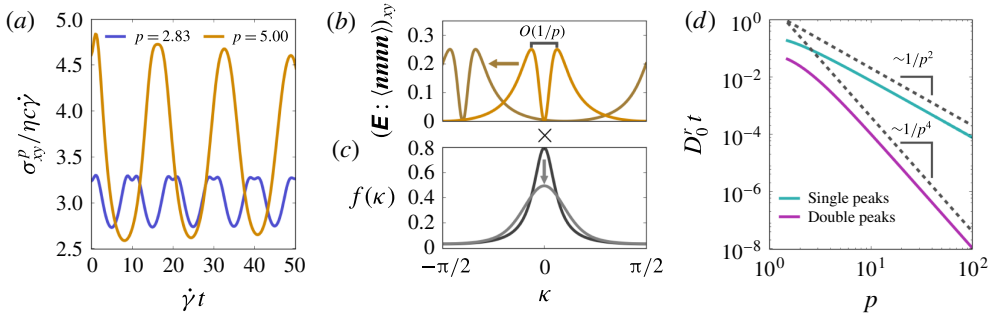 (a)
5.0
4.5
4.0
3.5
3.0
2.5
p = 2.83
p = 5.00
σ^p_xy/ηcγ̇
0 10 20 30 40 50
γ̇ t
(b)
(E : ⟨nnnn⟩)_xy
0.3
0.2
0.1
0
O(1/p)
×
(c)
f(κ)
0.8
0.6
0.4
0.2
0
−π/2 0 π/2
κ
(d)
D^r_0 t
10^0
10^−2
10^−4
10^−6
10^−8
~1/p^2
~1/p^4
Single peaks
Double peaks
10^0 10^1 10^2
p